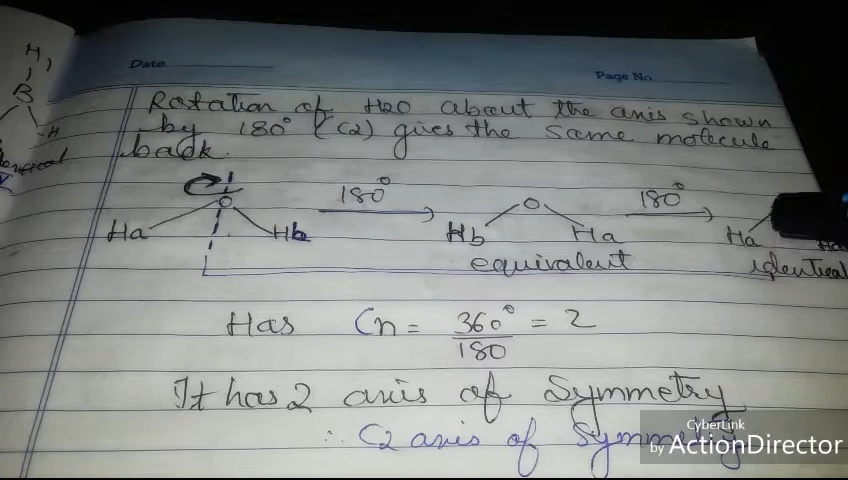 H
B
H
Date
Page No.
Rotation of H2O about the axis shown
by 180° (C2) gives the same molecule
back.
O 180° O 180°
Ha Hb Hb Ha Ha
equivalent identical
Has Cn = 360° = 2
180
It has 2 axis of Symmetry
∴ C2 axis of Symmetry
CyberLink
by ActionDirector